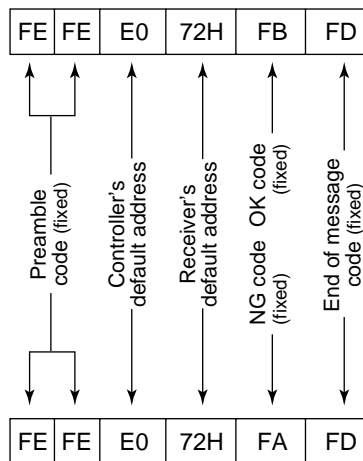 FE FE E0 72H FB FD
Preamble
code (fixed)
Controller's
default address
Receiver's
default address
OK code
(fixed)
NG code
(fixed)
End of message
code (fixed)
FE FE E0 72H FA FD